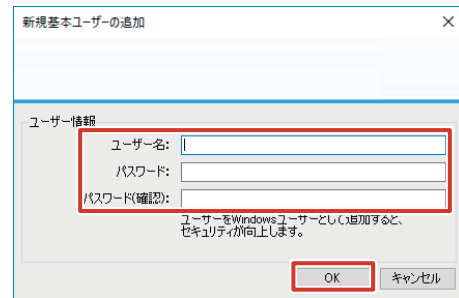 新規基本ユーザーの追加
ユーザー情報
ユーザー名:
パスワード:
パスワード(確認):
ユーザーをWindowsユーザーとして追加すると、
セキュリティが向上します。
OK
キャンセル